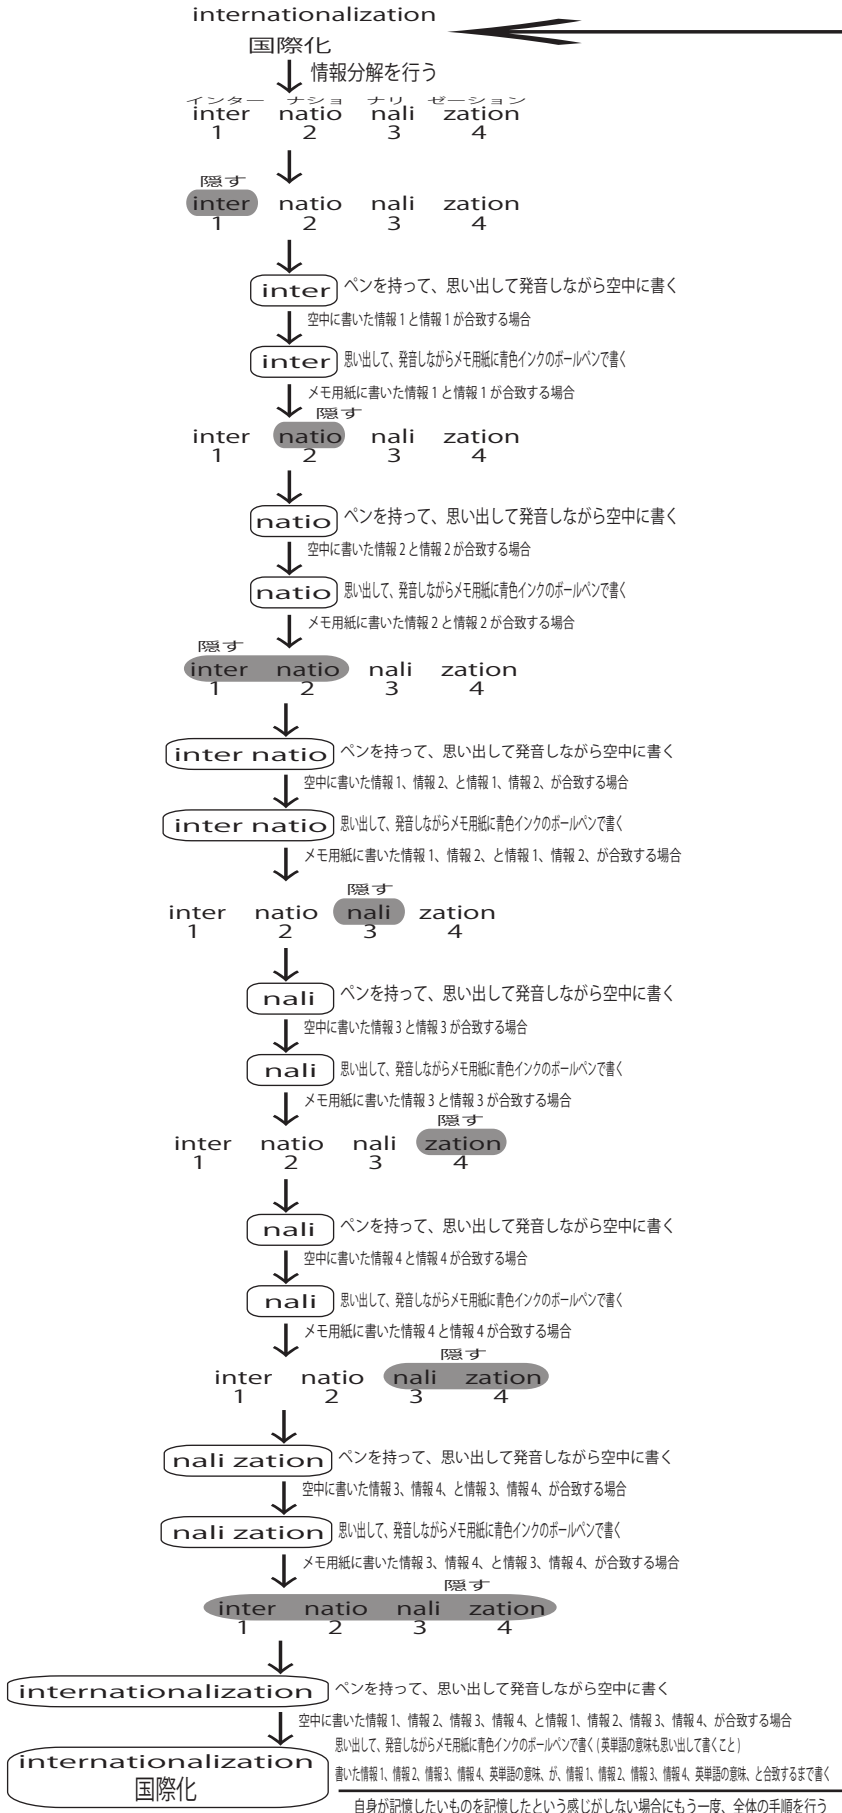 internationalization
国際化
情報分解を行う
インター ナショ ナリ ゼーション
inter natio nali zation
1 2 3 4
隠す
inter natio nali zation
1 2 3 4
inter ペンを持って、思い出して発音しながら空中に書く
空中に書いた情報1と情報1が合致する場合
inter 思い出して、発音しながらメモ用紙に青色インクのボールペンで書く
メモ用紙に書いた情報1と情報1が合致する場合
隠す
inter natio nali zation
1 2 3 4
natio ペンを持って、思い出して発音しながら空中に書く
空中に書いた情報2と情報2が合致する場合
natio 思い出して、発音しながらメモ用紙に青色インクのボールペンで書く
メモ用紙に書いた情報2と情報2が合致する場合
隠す
inter natio nali zation
1 2 3 4
inter natio ペンを持って、思い出して発音しながら空中に書く
空中に書いた情報1、情報2、と情報1、情報2、が合致する場合
inter natio 思い出して、発音しながらメモ用紙に青色インクのボールペンで書く
メモ用紙に書いた情報1、情報2、と情報1、情報2、が合致する場合
隠す
inter natio nali zation
1 2 3 4
nali ペンを持って、思い出して発音しながら空中に書く
空中に書いた情報3と情報3が合致する場合
nali 思い出して、発音しながらメモ用紙に青色インクのボールペンで書く
メモ用紙に書いた情報3と情報3が合致する場合
隠す
inter natio nali zation
1 2 3 4
nali ペンを持って、思い出して発音しながら空中に書く
空中に書いた情報4と情報4が合致する場合
nali 思い出して、発音しながらメモ用紙に青色インクのボールペンで書く
メモ用紙に書いた情報4と情報4が合致する場合
隠す
inter natio nali zation
1 2 3 4
nali zation ペンを持って、思い出して発音しながら空中に書く
空中に書いた情報3、情報4、と情報3、情報4、が合致する場合
nali zation 思い出して、発音しながらメモ用紙に青色インクのボールペンで書く
メモ用紙に書いた情報3、情報4、と情報3、情報4、が合致する場合
隠す
inter natio nali zation
1 2 3 4
internationalization ペンを持って、思い出して発音しながら空中に書く
空中に書いた情報1、情報2、情報3、情報4、と情報1、情報2、情報3、情報4、が合致する場合
思い出して、発音しながらメモ用紙に青色インクのボールペンで書く(英単語の意味も思い出して書くこと)
internationalization
国際化
書いた情報1、情報2、情報3、情報4、英単語の意味、が、情報1、情報2、情報3、情報4、英単語の意味、と合致するまで書く
自身が記憶したいものを記憶したという感じがしない場合にもう一度、全体の手順を行う